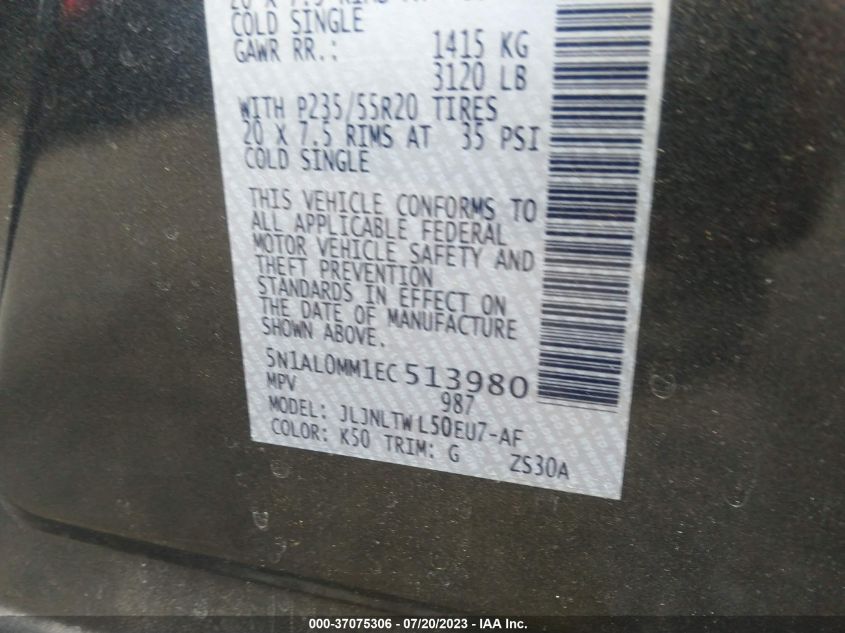 COLD SINGLE
GAWR RR.: 1415 KG
3120 LB
WITH P235/55R20 TIRES
20 X 7.5 RIMS AT 35 PSI
COLD SINGLE
THIS VEHICLE CONFORMS TO
ALL APPLICABLE FEDERAL
MOTOR VEHICLE SAFETY AND
THEFT PREVENTION
STANDARDS IN EFFECT ON
THE DATE OF MANUFACTURE
SHOWN ABOVE.
5N1AL0MM1EC513980
MPV 987
MODEL: JLJNLTWL50EU7-AF
COLOR: K50 TRIM: G ZS30A
000-37075306 - 07/20/2023 - IAA Inc.